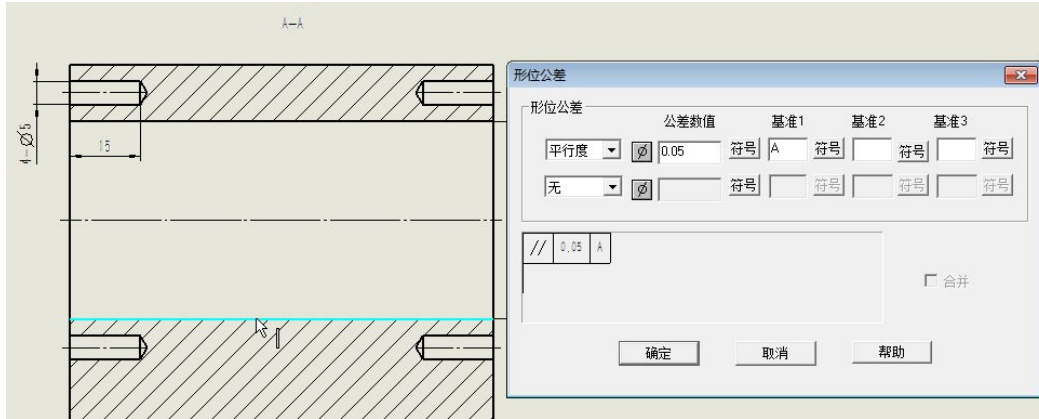 A-A
4-Ø5
15
形位公差
形位公差
公差数值 基准1 基准2 基准3
平行度 Ø 0.05 符号 A 符号 符号 符号
无 Ø 符号 符号 符号 符号
// 0.05 A
合并
确定 取消 帮助